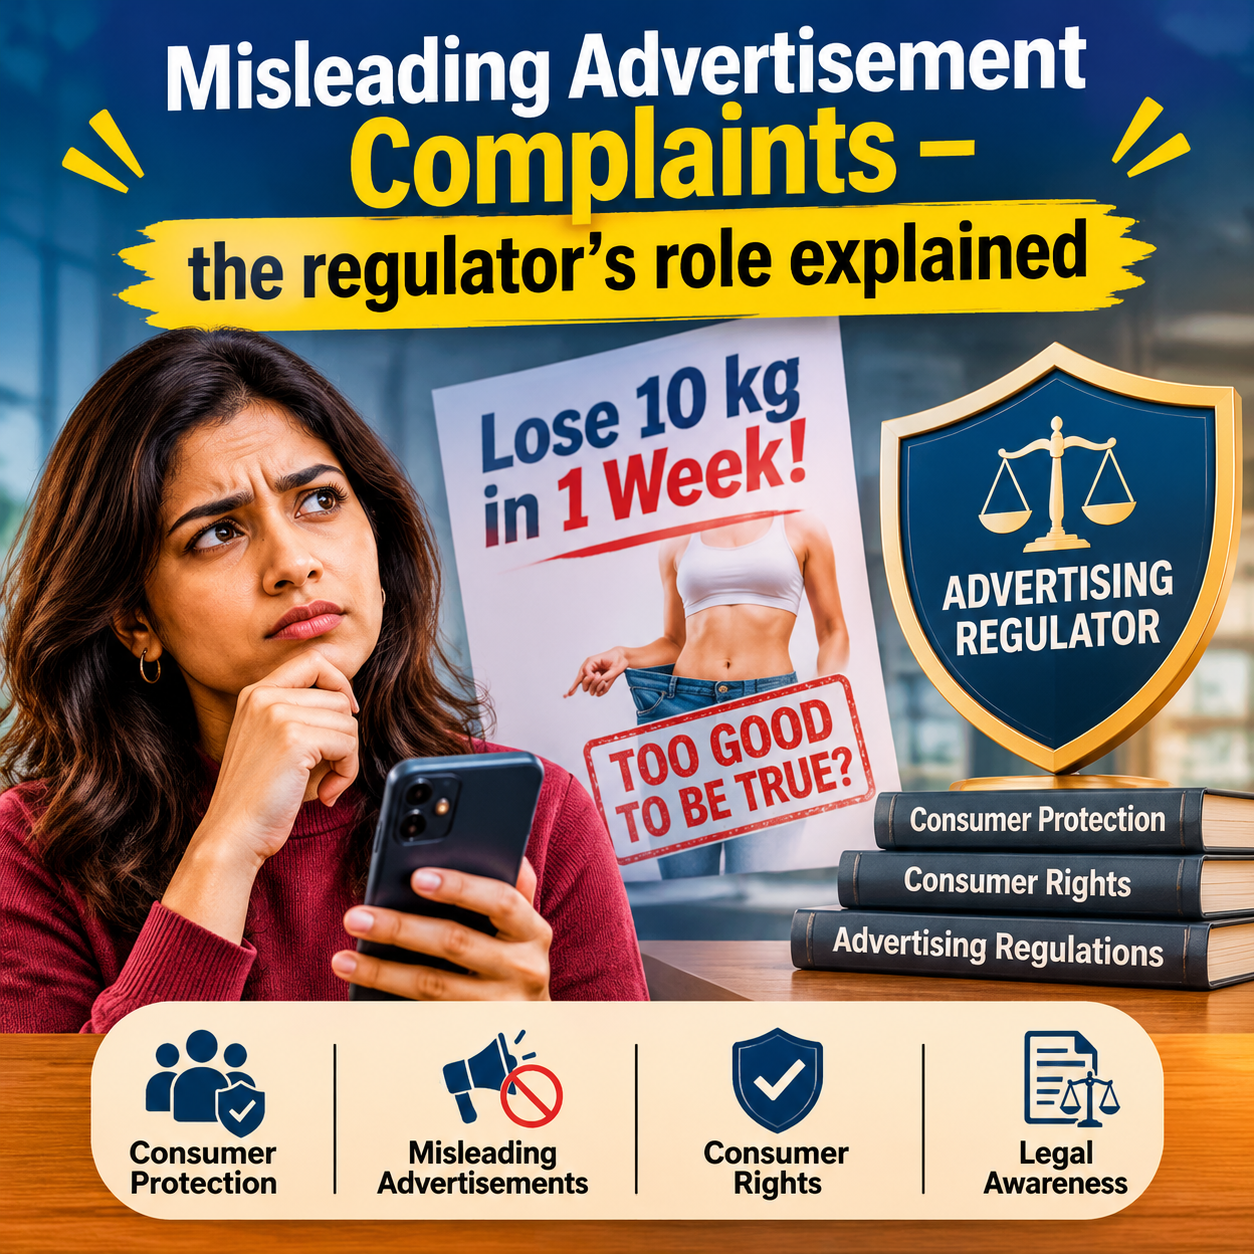 Misleading Advertisement
Complaints –
the regulator's role explained
Lose 10 kg
in 1 Week!
TOO GOOD
TO BE TRUE?
ADVERTISING
REGULATOR
Consumer Protection
Consumer Rights
Advertising Regulations
Consumer
Protection
Misleading
Advertisements
Consumer
Rights
Legal
Awareness